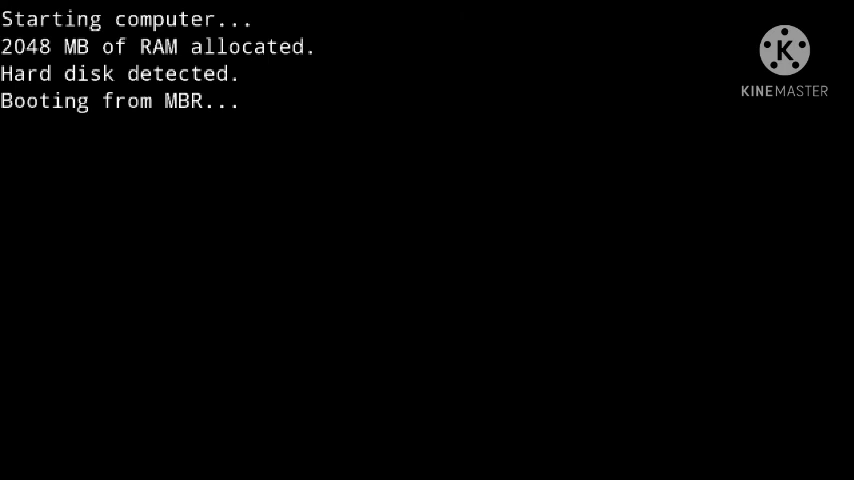 Starting computer...
2048 MB of RAM allocated.
Hard disk detected.
Booting from MBR...
K
KINEMASTER